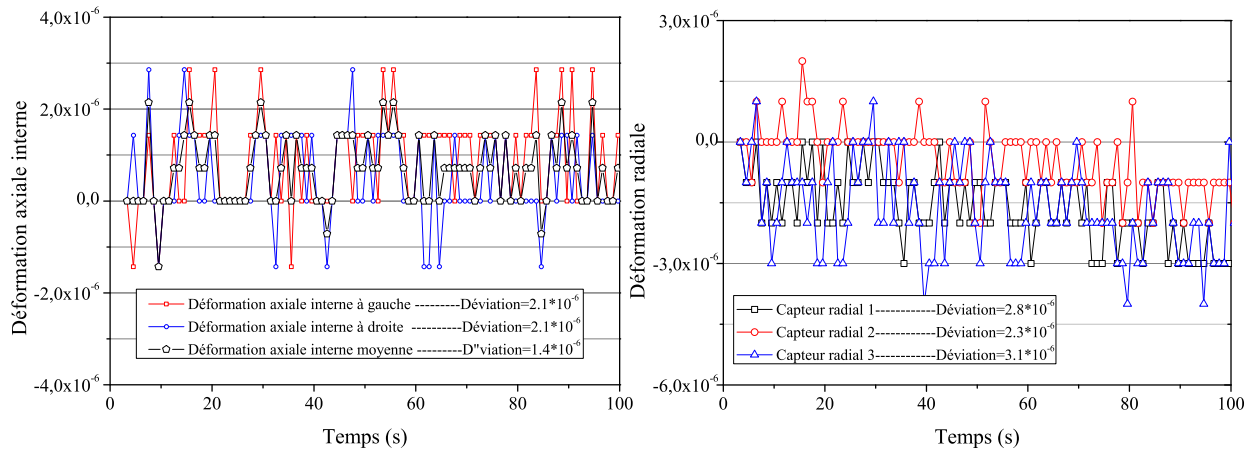 4,0x10⁻⁶
2,0x10⁻⁶
0,0
-2,0x10⁻⁶
-4,0x10⁻⁶
Déformation axiale interne
0 20 40 60 80 100
Temps (s)
Déformation axiale interne à gauche ---------Déviation=2.1*10⁻⁶
Déformation axiale interne à droite ---------Déviation=2.1*10⁻⁶
Déformation axiale interne moyenne ---------D"viation=1.4*10⁻⁶
3,0x10⁻⁶
0,0
-3,0x10⁻⁶
-6,0x10⁻⁶
Déformation radiale
0 20 40 60 80 100
Temps (s)
Capteur radial 1-------------Déviation=2.8*10⁻⁶
Capteur radial 2-------------Déviation=2.3*10⁻⁶
Capteur radial 3-------------Déviation=3.1*10⁻⁶